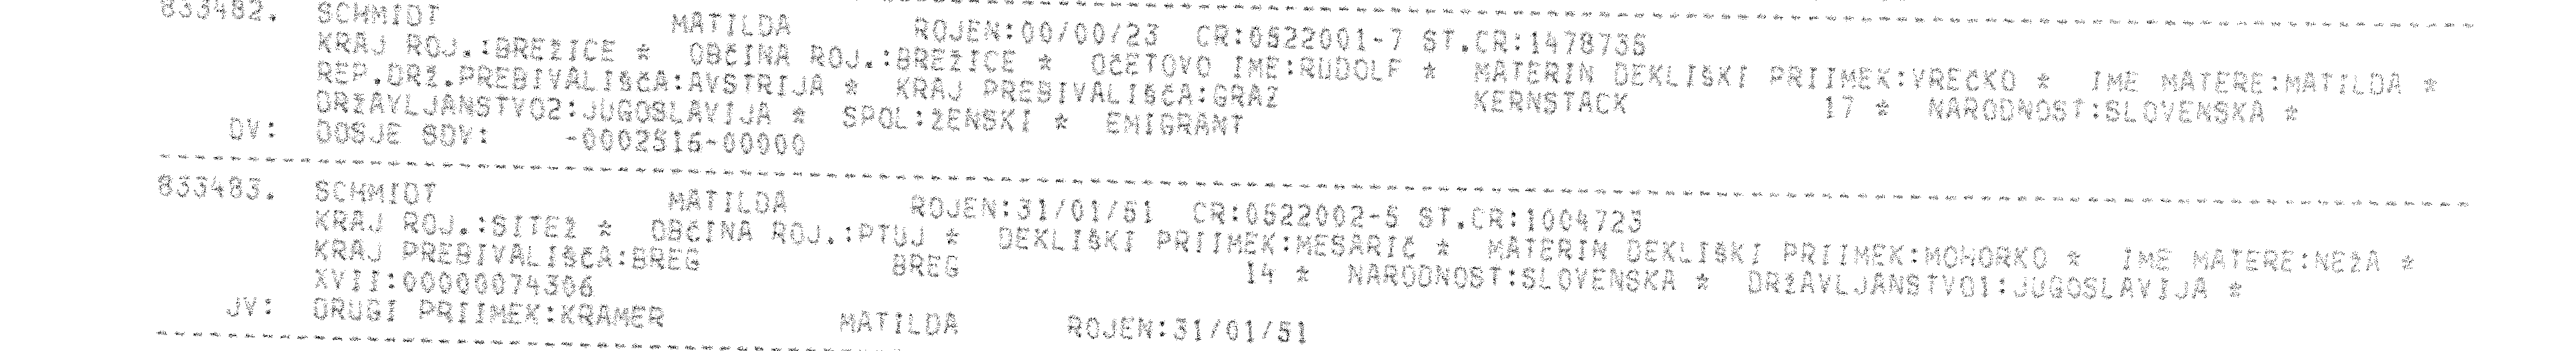 833482. SCHMIDT MATILDA ROJEN:00/00/23 CR:0522001-7 ST.CR:1478735
KRAJ ROJ.:BREŽICE * OBČINA ROJ.:BREŽICE * OČETOVO IME:RUDOLF * MATERIN DEKLIŠKI PRIIMEK:VREČKO * IME MATERE:MATILDA *
REP.DRŽ.PREBIVALIŠČA:AVSTRIJA * KRAJ PREBIVALIŠČA:GRAZ KERNSTACK 17 * NARODNOST:SLOVENSKA *
DRŽAVLJANSTVO2:JUGOSLAVIJA * SPOL:ŽENSKI * EMIGRANT
DV: DOSJE SDV: -0002516-00000
833483. SCHMIDT MATILDA ROJEN:31/01/51 CR:0522002-5 ST.CR:1004723
KRAJ ROJ.:SITEŽ * OBČINA ROJ.:PTUJ * DEKLIŠKI PRIIMEK:MESARIČ * MATERIN DEKLIŠKI PRIIMEK:MOHORKO * IME MATERE:NEŽA *
KRAJ PREBIVALIŠČA:BREG BREG 14 * NARODNOST:SLOVENSKA * DRŽAVLJANSTVO1:JUGOSLAVIJA *
XVII:00000074306
JV: DRUGI PRIIMEK:KRAMER MATILDA ROJEN:31/01/51